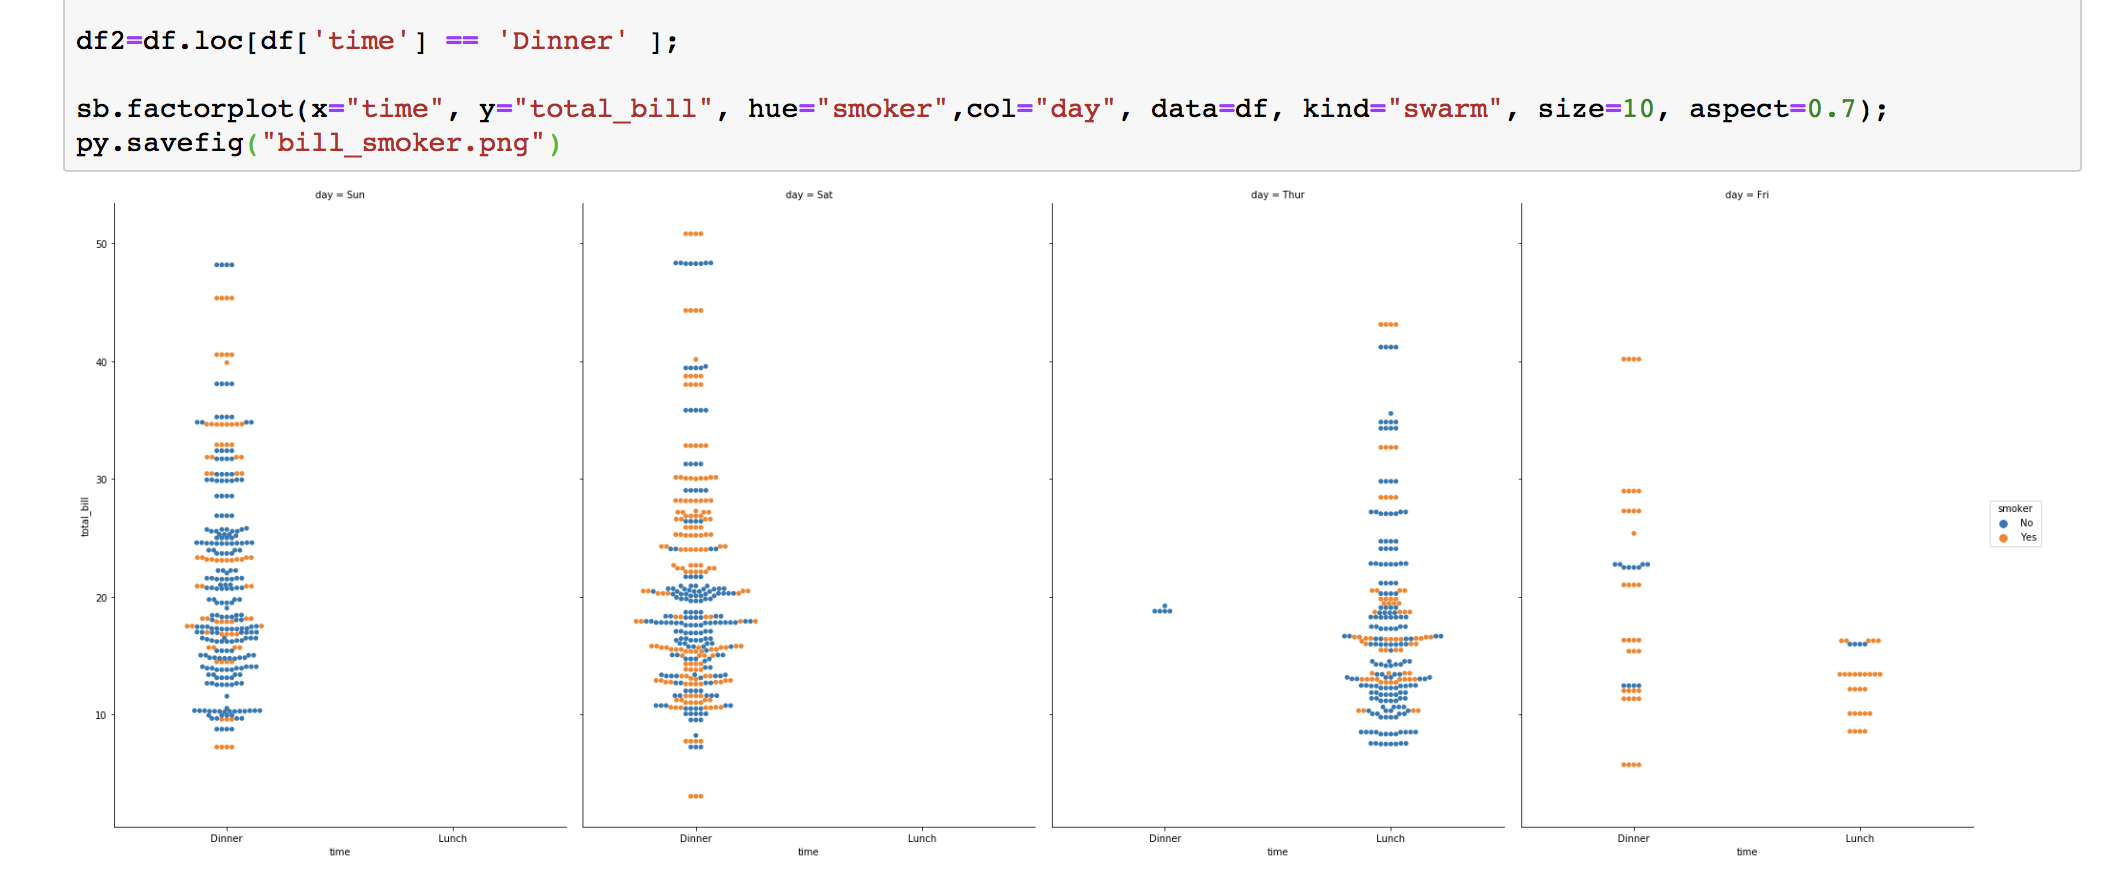 df2=df.loc[df['time'] == 'Dinner' ];
sb.factorplot(x="time", y="total_bill", hue="smoker",col="day", data=df, kind="swarm", size=10, aspect=0.7);
py.savefig("bill_smoker.png")
day = Sun
day = Sat
day = Thur
day = Fri
50
40
30
20
10
total_bill
smoker
No
Yes
Dinner
Lunch
time
Dinner
Lunch
time
Dinner
Lunch
time
Dinner
Lunch
time